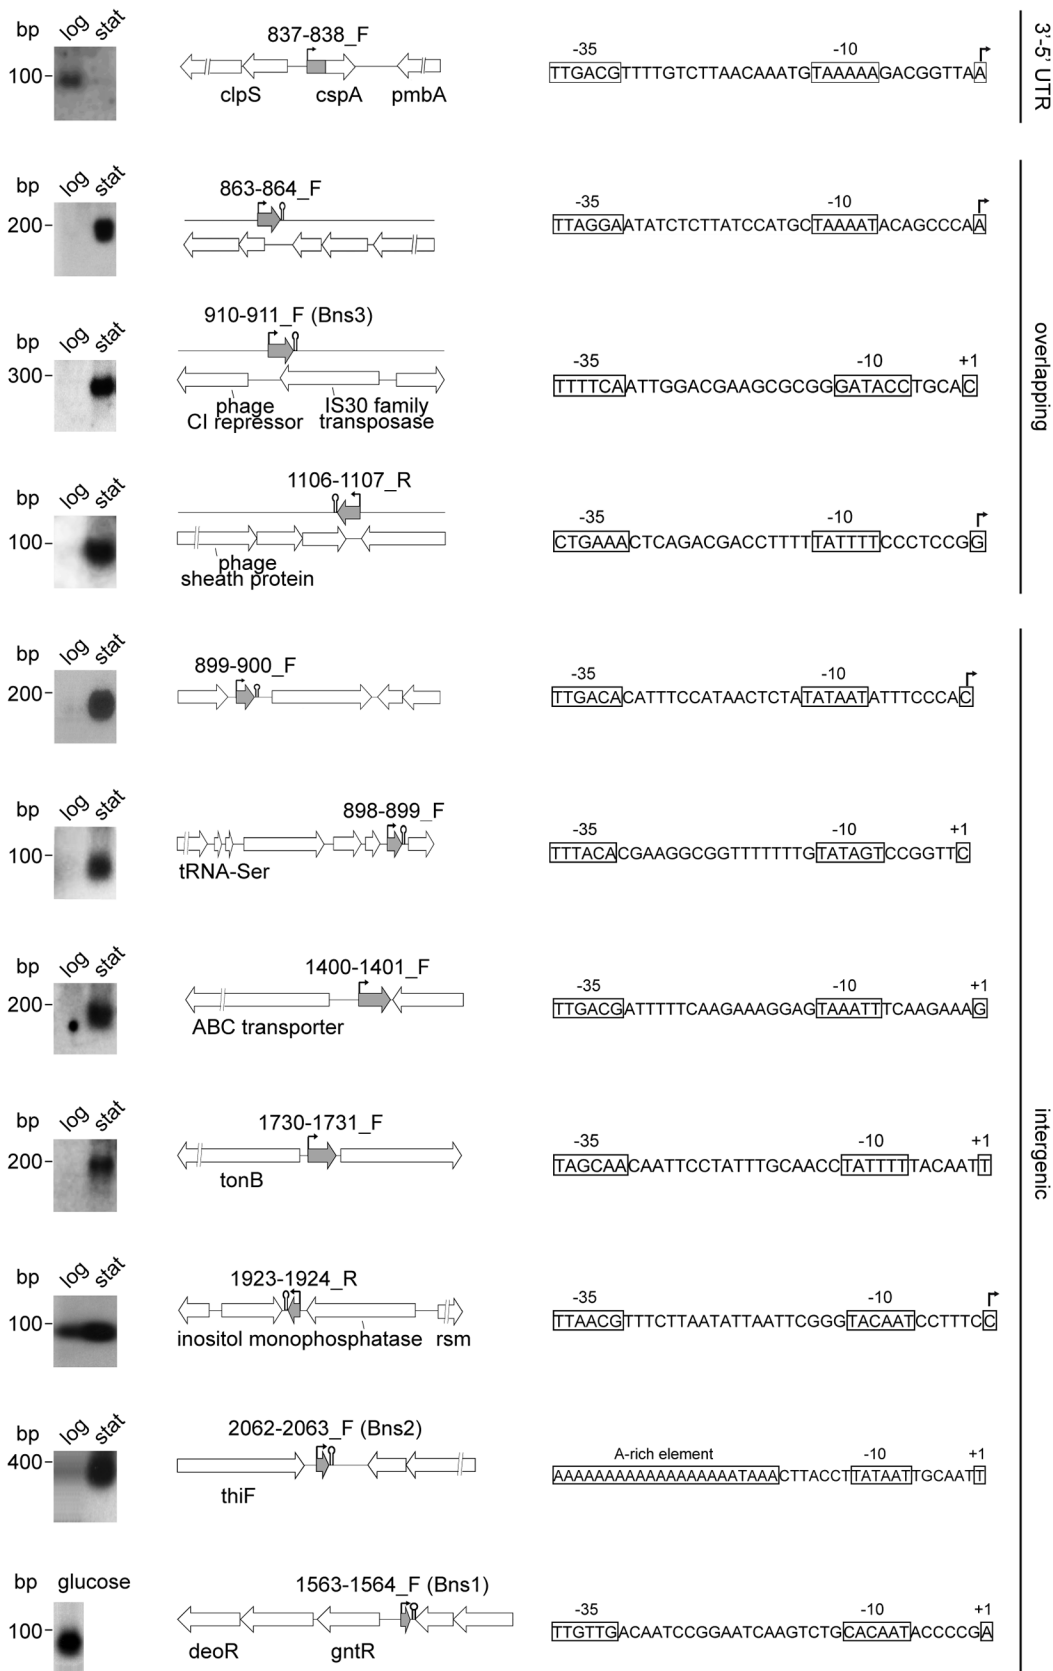 bp log stat 837-838_F -35 -10
100 TTGACGTTTTGTCTTAACAAATGTAAAAAGACGGTTAA
clpS cspA pmbA
3'-5' UTR
bp log stat 863-864_F -35 -10
200 TTAGGAATATCTCTTATCCATGCTAAAATACAGCCCAA
bp log stat 910-911_F (Bns3) -35 -10 +1
300 TTTTCAATTGGACGAAGCGCGGGATACCTGCAC
phage CI repressor IS30 family transposase
overlapping
bp log stat 1106-1107_R -35 -10
100 CTGAAACTCAGACGACCTTTTTATTTTCCCTCCGG
phage sheath protein
bp log stat 899-900_F -35 -10
200 TTGACACATTTCCATAACTCTATATAATATTTCCCAC
bp log stat 898-899_F -35 -10 +1
100 TTTACACGAAGGCGGTTTTTTTGTATAGTCCGGTTC
tRNA-Ser
bp log stat 1400-1401_F -35 -10 +1
200 TTGACGATTTTTCAAGAAAGGAGTAAATTTCAAGAAAG
ABC transporter
bp log stat 1730-1731_F -35 -10 +1
200 TAGCAACAATTCCTATTTGCAACCTATTTTTACAATT
tonB
intergenic
bp log stat 1923-1924_R -35 -10
100 TTAACGTTTCTTAATATTAATTCGGGTACAATCCTTTCC
inositol monophosphatase rsm
bp log stat 2062-2063_F (Bns2) A-rich element -10 +1
400 AAAAAAAAAAAAAAAAAATAAACTTACCTTATAATTGCAATT
thiF
bp glucose 1563-1564_F (Bns1) -35 -10 +1
100 TTGTTGACAATCCGGAATCAAGTCTGCACAATACCCCGA
deoR gntR